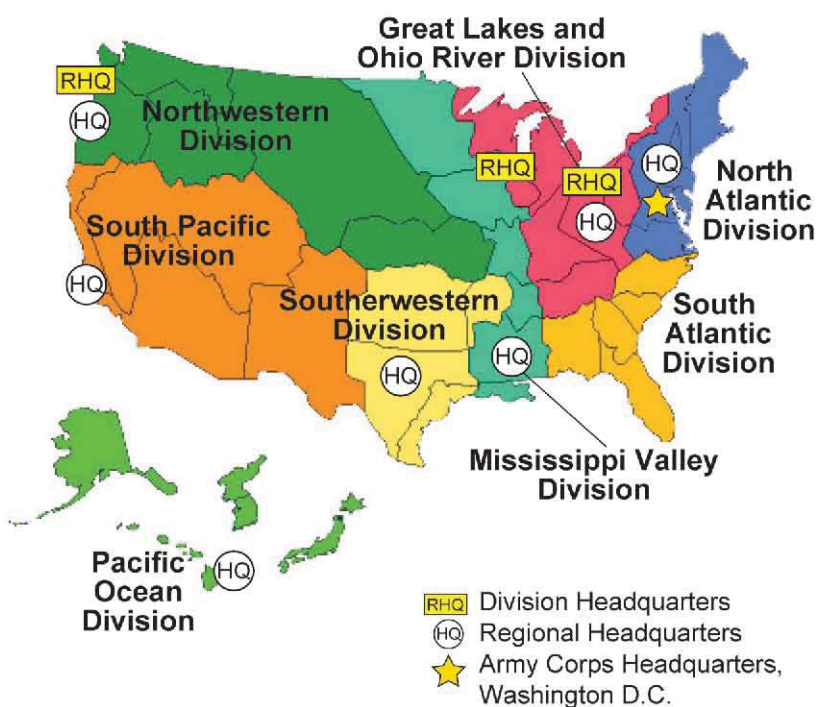 Great Lakes and
Ohio River Division
RHQ
HQ
Northwestern
Division
RHQ
RHQ
HQ
HQ
North
Atlantic
Division
South Pacific
Division
HQ
Southerwestern
Division
HQ
HQ
South
Atlantic
Division
Mississippi Valley
Division
Pacific
Ocean
Division
HQ
RHQ Division Headquarters
HQ Regional Headquarters
Army Corps Headquarters,
Washington D.C.